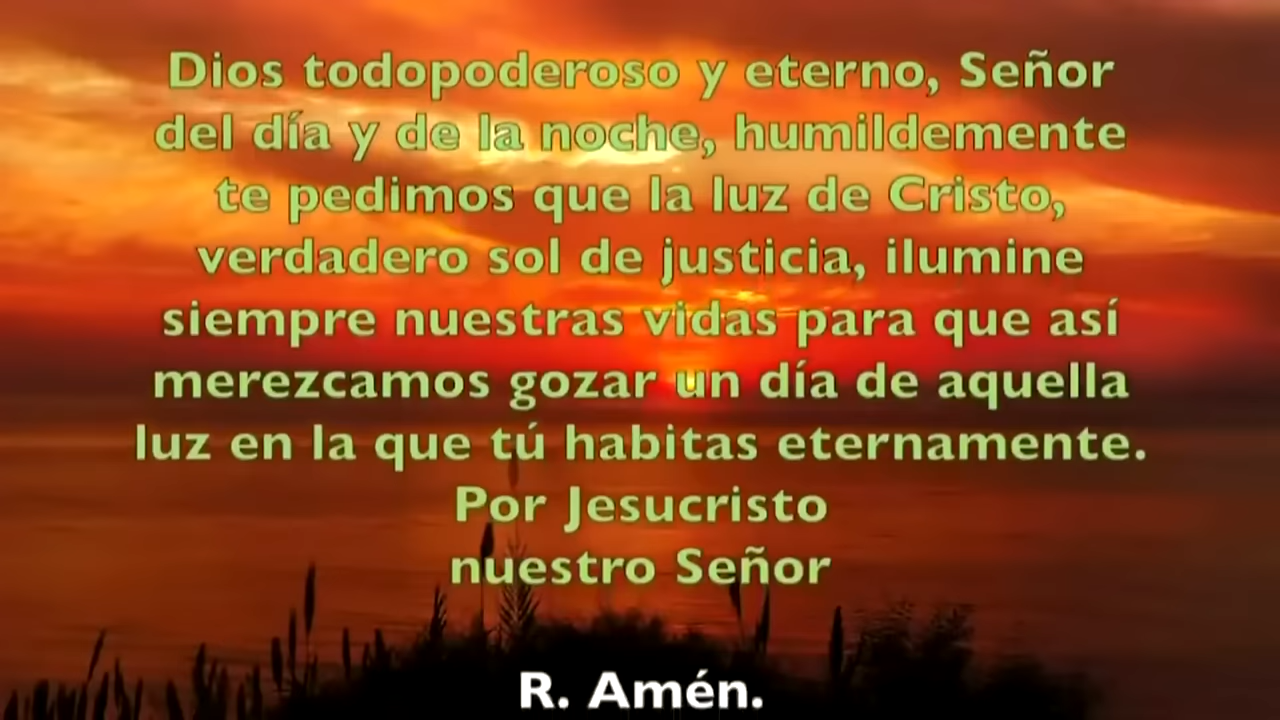 Dios todopoderoso y eterno, Señor
del día y de la noche, humildemente
te pedimos que la luz de Cristo,
verdadero sol de justicia, ilumine
siempre nuestras vidas para que así
merezcamos gozar un día de aquella
luz en la que tú habitas eternamente.
Por Jesucristo
nuestro Señor
R. Amén.